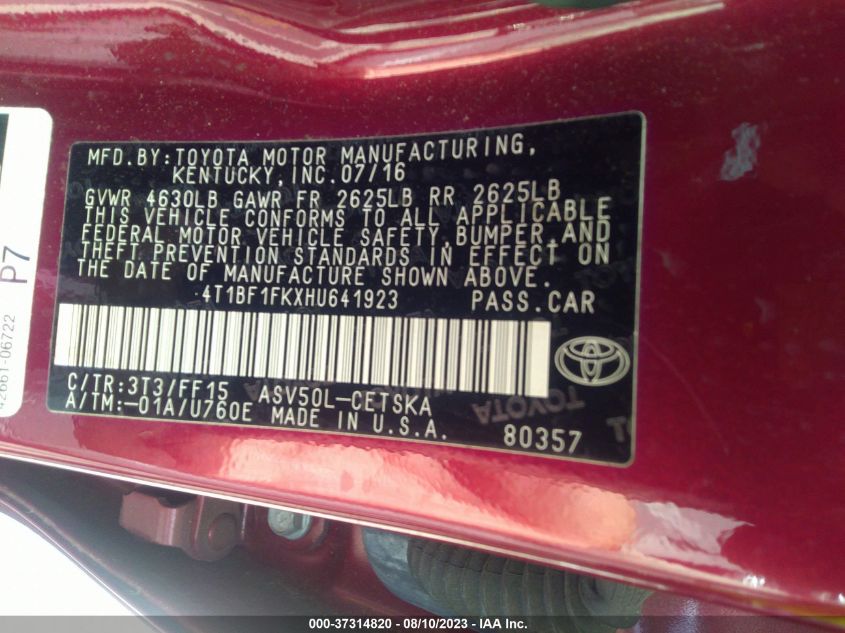 MFD.BY:TOYOTA MOTOR MANUFACTURING,
KENTUCKY, INC.07/16
GVWR 4630LB GAWR FR 2625LB RR 2625LB
THIS VEHICLE CONFORMS TO ALL APPLICABLE
FEDERAL MOTOR VEHICLE SAFETY,BUMPER,AND
THEFT PREVENTION STANDARDS IN EFFECT ON
THE DATE OF MANUFACTURE SHOWN ABOVE.
4T1BF1FKXHU641923 PASS.CAR
C/TR:3T3/FF15 ASV50L-CETSKA
A/TM:-01A/U760E MADE IN U.S.A.
80357
TOYOTA
P7
42661-06722
000-37314820 - 08/10/2023 - IAA Inc.